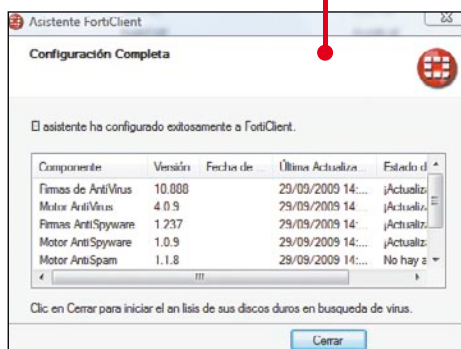 Asistente FortiClient
Configuración Completa
El asistente ha configurado exitosamente a FortiClient.
Componente Versión Fecha de ... Última Actualiza... Estado d
Firmas de AntiVirus 10.888 29/09/2009 14:... ¡Actualiza
Motor AntiVirus 4.0.9 29/09/2009 14:... ¡Actualiza
Firmas AntiSpyware 1.237 29/09/2009 14:... ¡Actualiza
Motor AntiSpyware 1.0.9 29/09/2009 14:... ¡Actualiza
Motor AntiSpam 1.1.8 29/09/2009 14:... No hay a
Clic en Cerrar para iniciar el an lisis de sus discos duros en busqueda de virus.
Cerrar